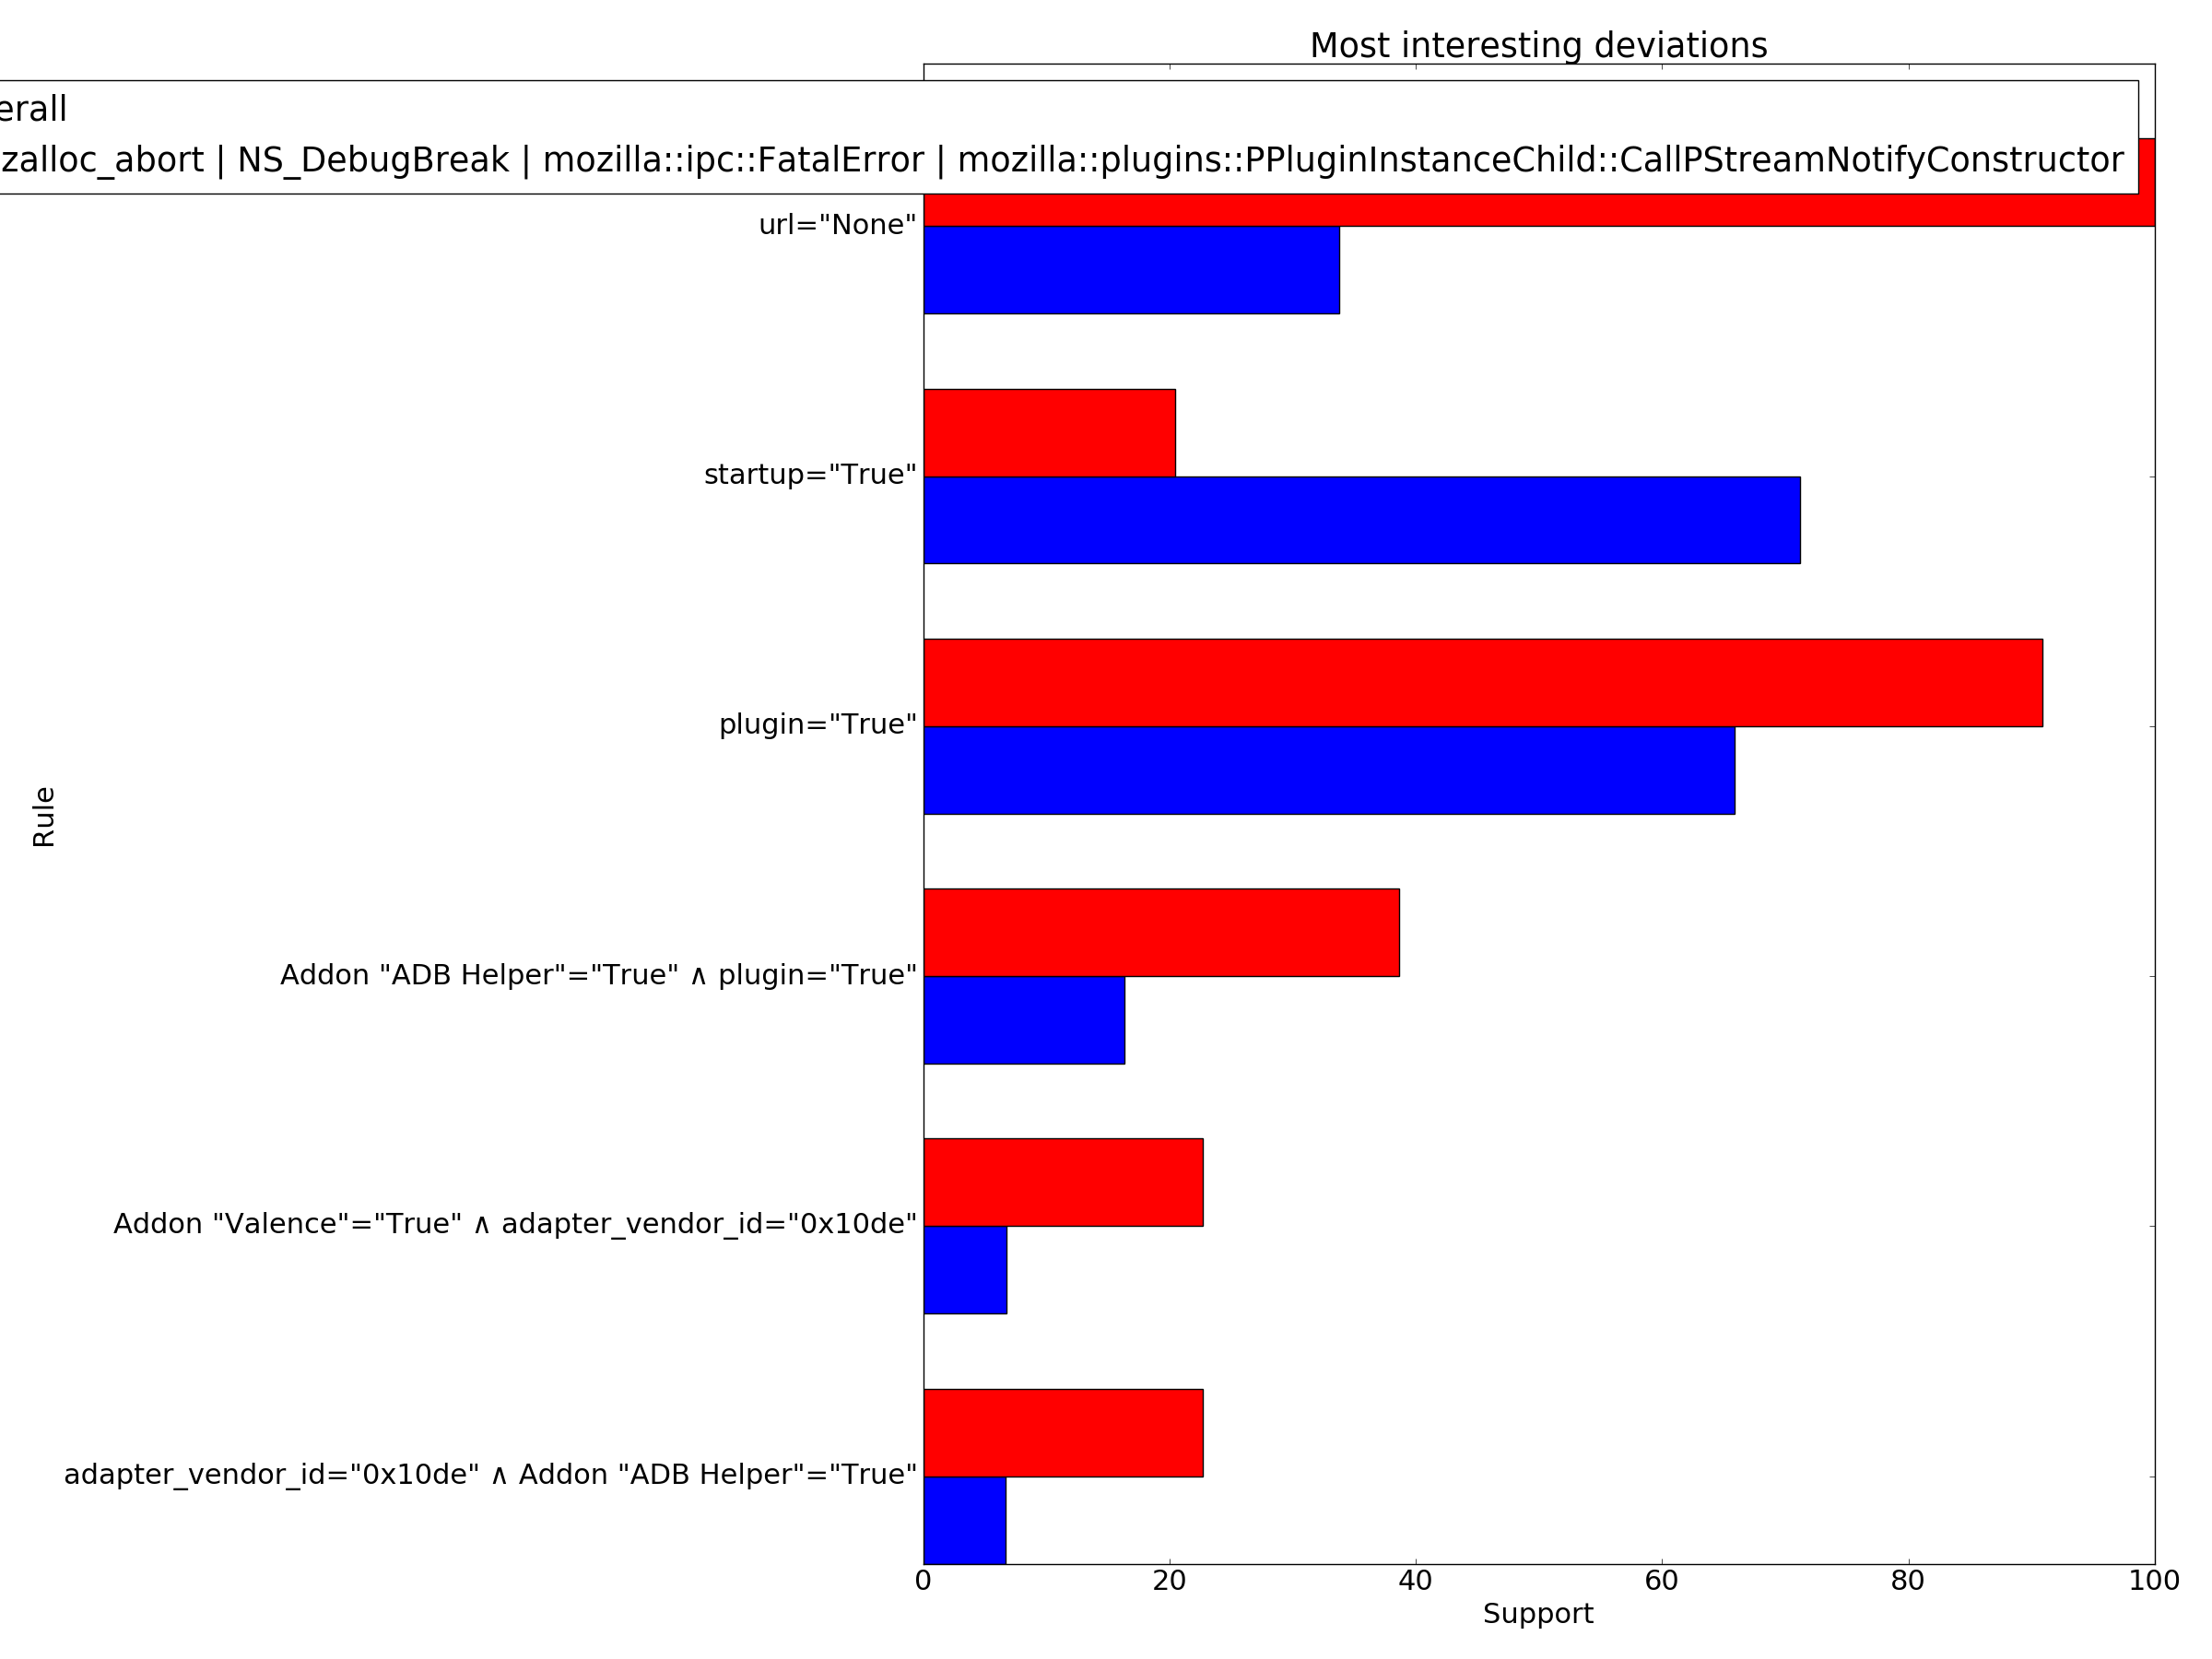 Most interesting deviations
erall
zalloc_abort | NS_DebugBreak | mozilla::ipc::FatalError | mozilla::plugins::PPluginInstanceChild::CallPStreamNotifyConstructor
url="None"
startup="True"
plugin="True"
Rule
Addon "ADB Helper"="True" ∧ plugin="True"
Addon "Valence"="True" ∧ adapter_vendor_id="0x10de"
adapter_vendor_id="0x10de" ∧ Addon "ADB Helper"="True"
0 20 40 60 80 100
Support